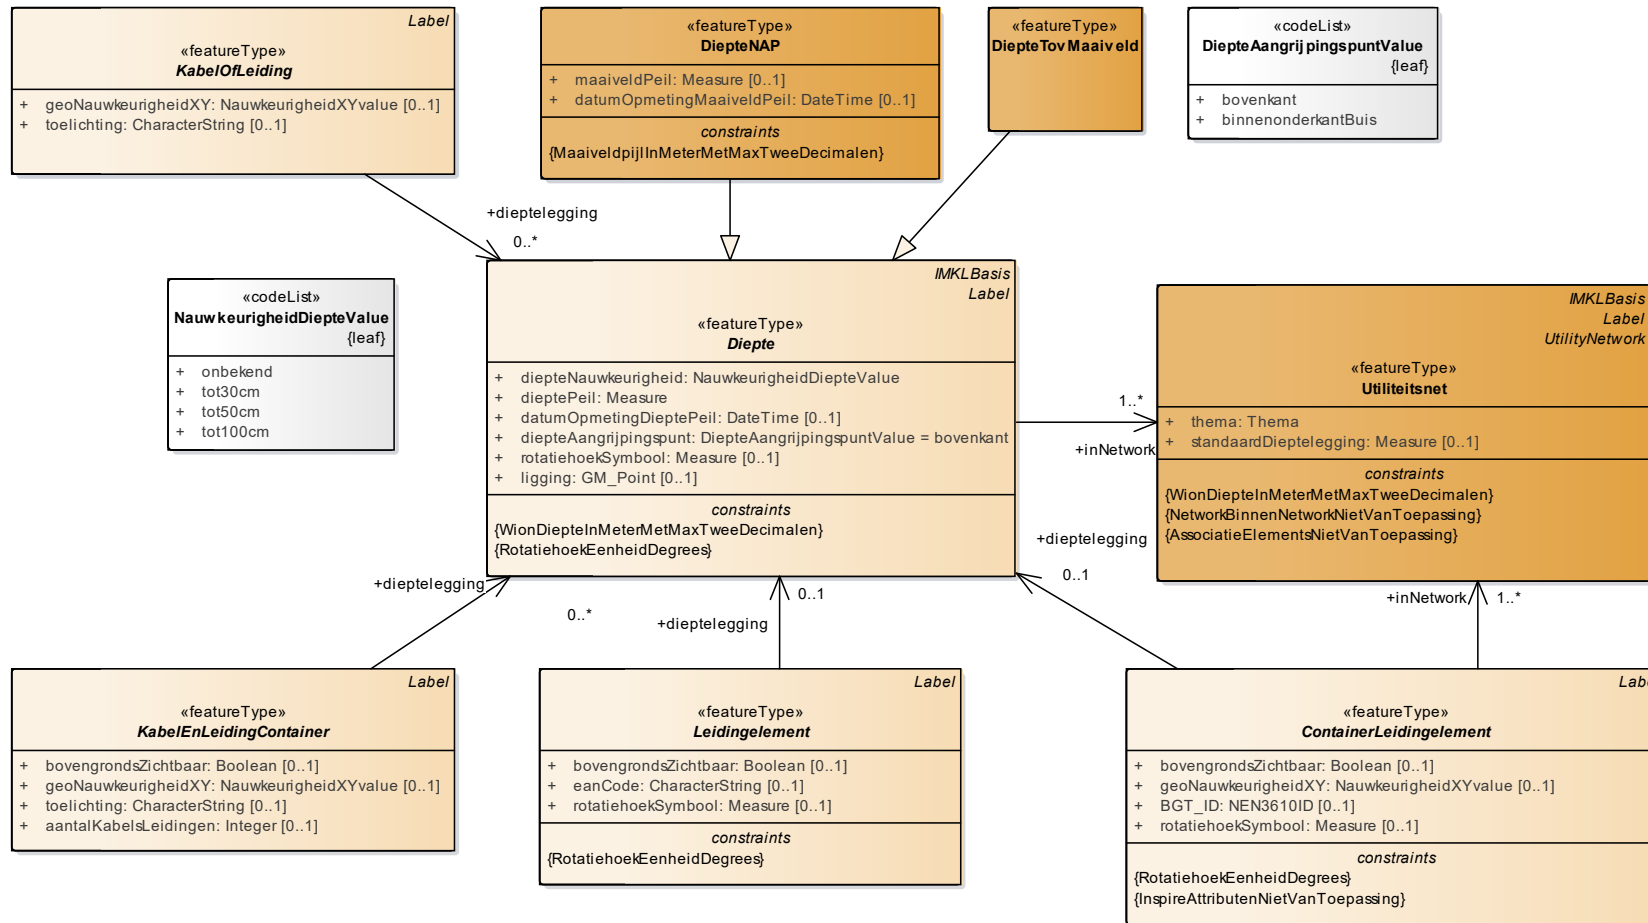 Label
«featureType»
KabelOfLeiding
+ geoNauwkeurigheidXY: NauwkeurigheidXYvalue [0..1]
+ toelichting: CharacterString [0..1]
«featureType»
DiepteNAP
+ maaiveldPeil: Measure [0..1]
+ datumOpmetingMaaiveldPeil: DateTime [0..1]
constraints
{MaaiveldpijlInMeterMetMaxTweeDecimalen}
«featureType»
DiepteTovMaaiveld
«codeList»
DiepteAangrijpingspuntValue
{leaf}
+ bovenkant
+ binnenonderkantBuis
+dieptelegging
0..*
«codeList»
NauwkeurigheidDiepteValue
{leaf}
+ onbekend
+ tot30cm
+ tot50cm
+ tot100cm
IMKLBasis
Label
«featureType»
Diepte
+ diepteNauwkeurigheid: NauwkeurigheidDiepteValue
+ dieptePeil: Measure
+ datumOpmetingDieptePeil: DateTime [0..1]
+ diepteAangrijpingspunt: DiepteAangrijpingspuntValue = bovenkant
+ rotatiehoekSymbool: Measure [0..1]
+ ligging: GM_Point [0..1]
constraints
{WionDiepteInMeterMetMaxTweeDecimalen}
{RotatiehoekEenheidDegrees}
1..*
+inNetwork
IMKLBasis
Label
UtilityNetwork
«featureType»
Utiliteitsnet
+ thema: Thema
+ standaardDieptelegging: Measure [0..1]
constraints
{WionDiepteInMeterMetMaxTweeDecimalen}
{NetworkBinnenNetworkNietVanToepassing}
{AssociatieElementsNietVanToepassing}
+dieptelegging
0..*
+dieptelegging
0..1
+dieptelegging
0..1
+inNetwork
1..*
Label
«featureType»
KabelEnLeidingContainer
+ bovengrondsZichtbaar: Boolean [0..1]
+ geoNauwkeurigheidXY: NauwkeurigheidXYvalue [0..1]
+ toelichting: CharacterString [0..1]
+ aantalKabelsLeidingen: Integer [0..1]
Label
«featureType»
Leidingelement
+ bovengrondsZichtbaar: Boolean [0..1]
+ eanCode: CharacterString [0..1]
+ rotatiehoekSymbool: Measure [0..1]
constraints
{RotatiehoekEenheidDegrees}
Labe
«featureType»
ContainerLeidingelement
+ bovengrondsZichtbaar: Boolean [0..1]
+ geoNauwkeurigheidXY: NauwkeurigheidXYvalue [0..1]
+ BGT_ID: NEN3610ID [0..1]
+ rotatiehoekSymbool: Measure [0..1]
constraints
{RotatiehoekEenheidDegrees}
{InspireAttributenNietVanToepassing}